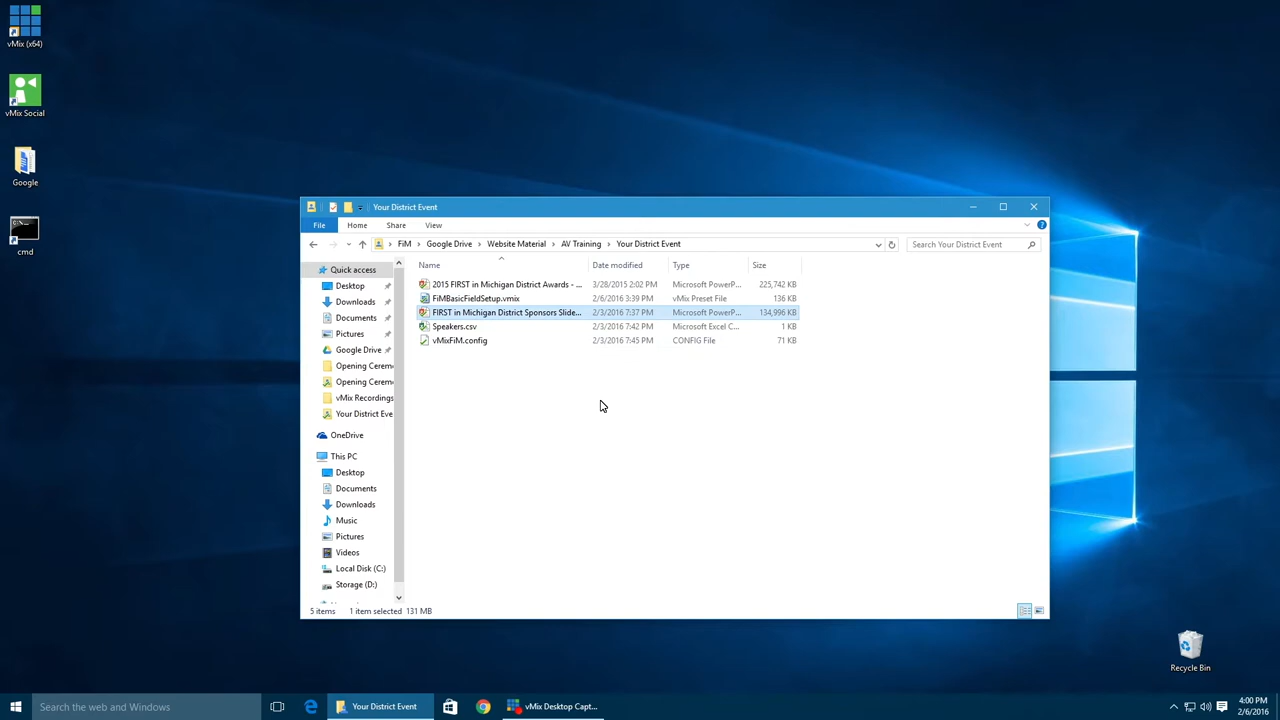 vMix (x64)
vMix Social
Google
cmd
Your District Event
File Home Share View
FiM Google Drive Website Material AV Training Your District Event
Search Your District Event
Name Date modified Type Size
2015 FIRST in Michigan District Awards - ... 3/28/2015 2:02 PM Microsoft PowerP... 225,742 KB
FiMBasicFieldSetup.vmix 2/6/2016 3:39 PM vMix Preset File 136 KB
FIRST in Michigan District Sponsors Slide... 2/3/2016 7:37 PM Microsoft PowerP... 134,996 KB
Speakers.csv 2/3/2016 7:42 PM Microsoft Excel C... 1 KB
vMixFiM.config 2/3/2016 7:45 PM CONFIG File 71 KB
Quick access
Desktop
Downloads
Documents
Pictures
Google Drive
Opening Cerem
Opening Cerem
vMix Recordings
Your District Eve
OneDrive
This PC
Desktop
Documents
Downloads
Music
Pictures
Videos
Local Disk (C:)
Storage (D:)
5 items 1 item selected 131 MB
Recycle Bin
Search the web and Windows
Your District Event
vMix Desktop Capt...
4:00 PM
2/6/2016